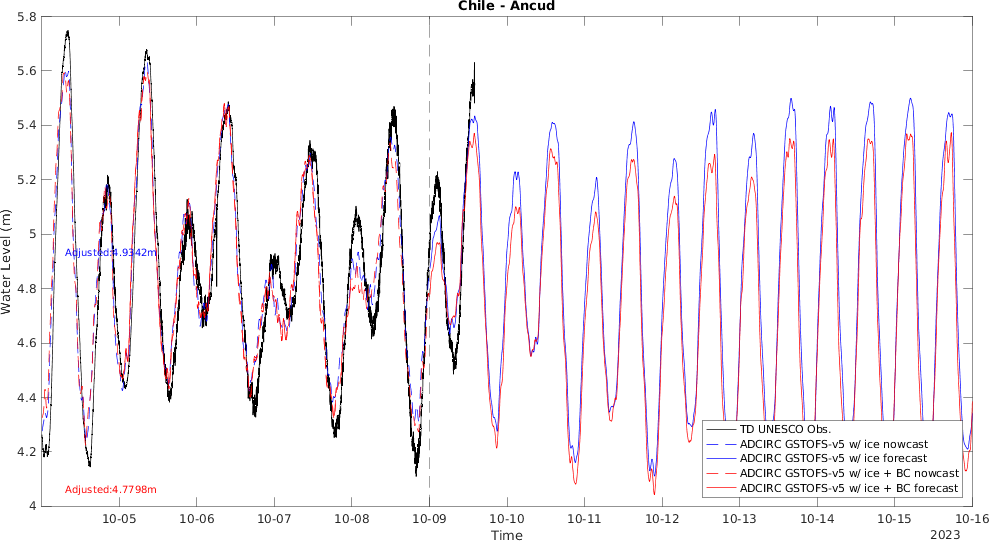 Chile - Ancud
5.8
5.6
5.4
5.2
5
4.8
4.6
4.4
4.2
4
Water Level (m)
Adjusted:4.9342m
Adjusted:4.7798m
TD UNESCO Obs.
ADCIRC GSTOFS-v5 w/ ice nowcast
ADCIRC GSTOFS-v5 w/ ice forecast
ADCIRC GSTOFS-v5 w/ ice + BC nowcast
ADCIRC GSTOFS-v5 w/ ice + BC forecast
10-05 10-06 10-07 10-08 10-09 10-10 10-11 10-12 10-13 10-14 10-15 10-16
Time
2023